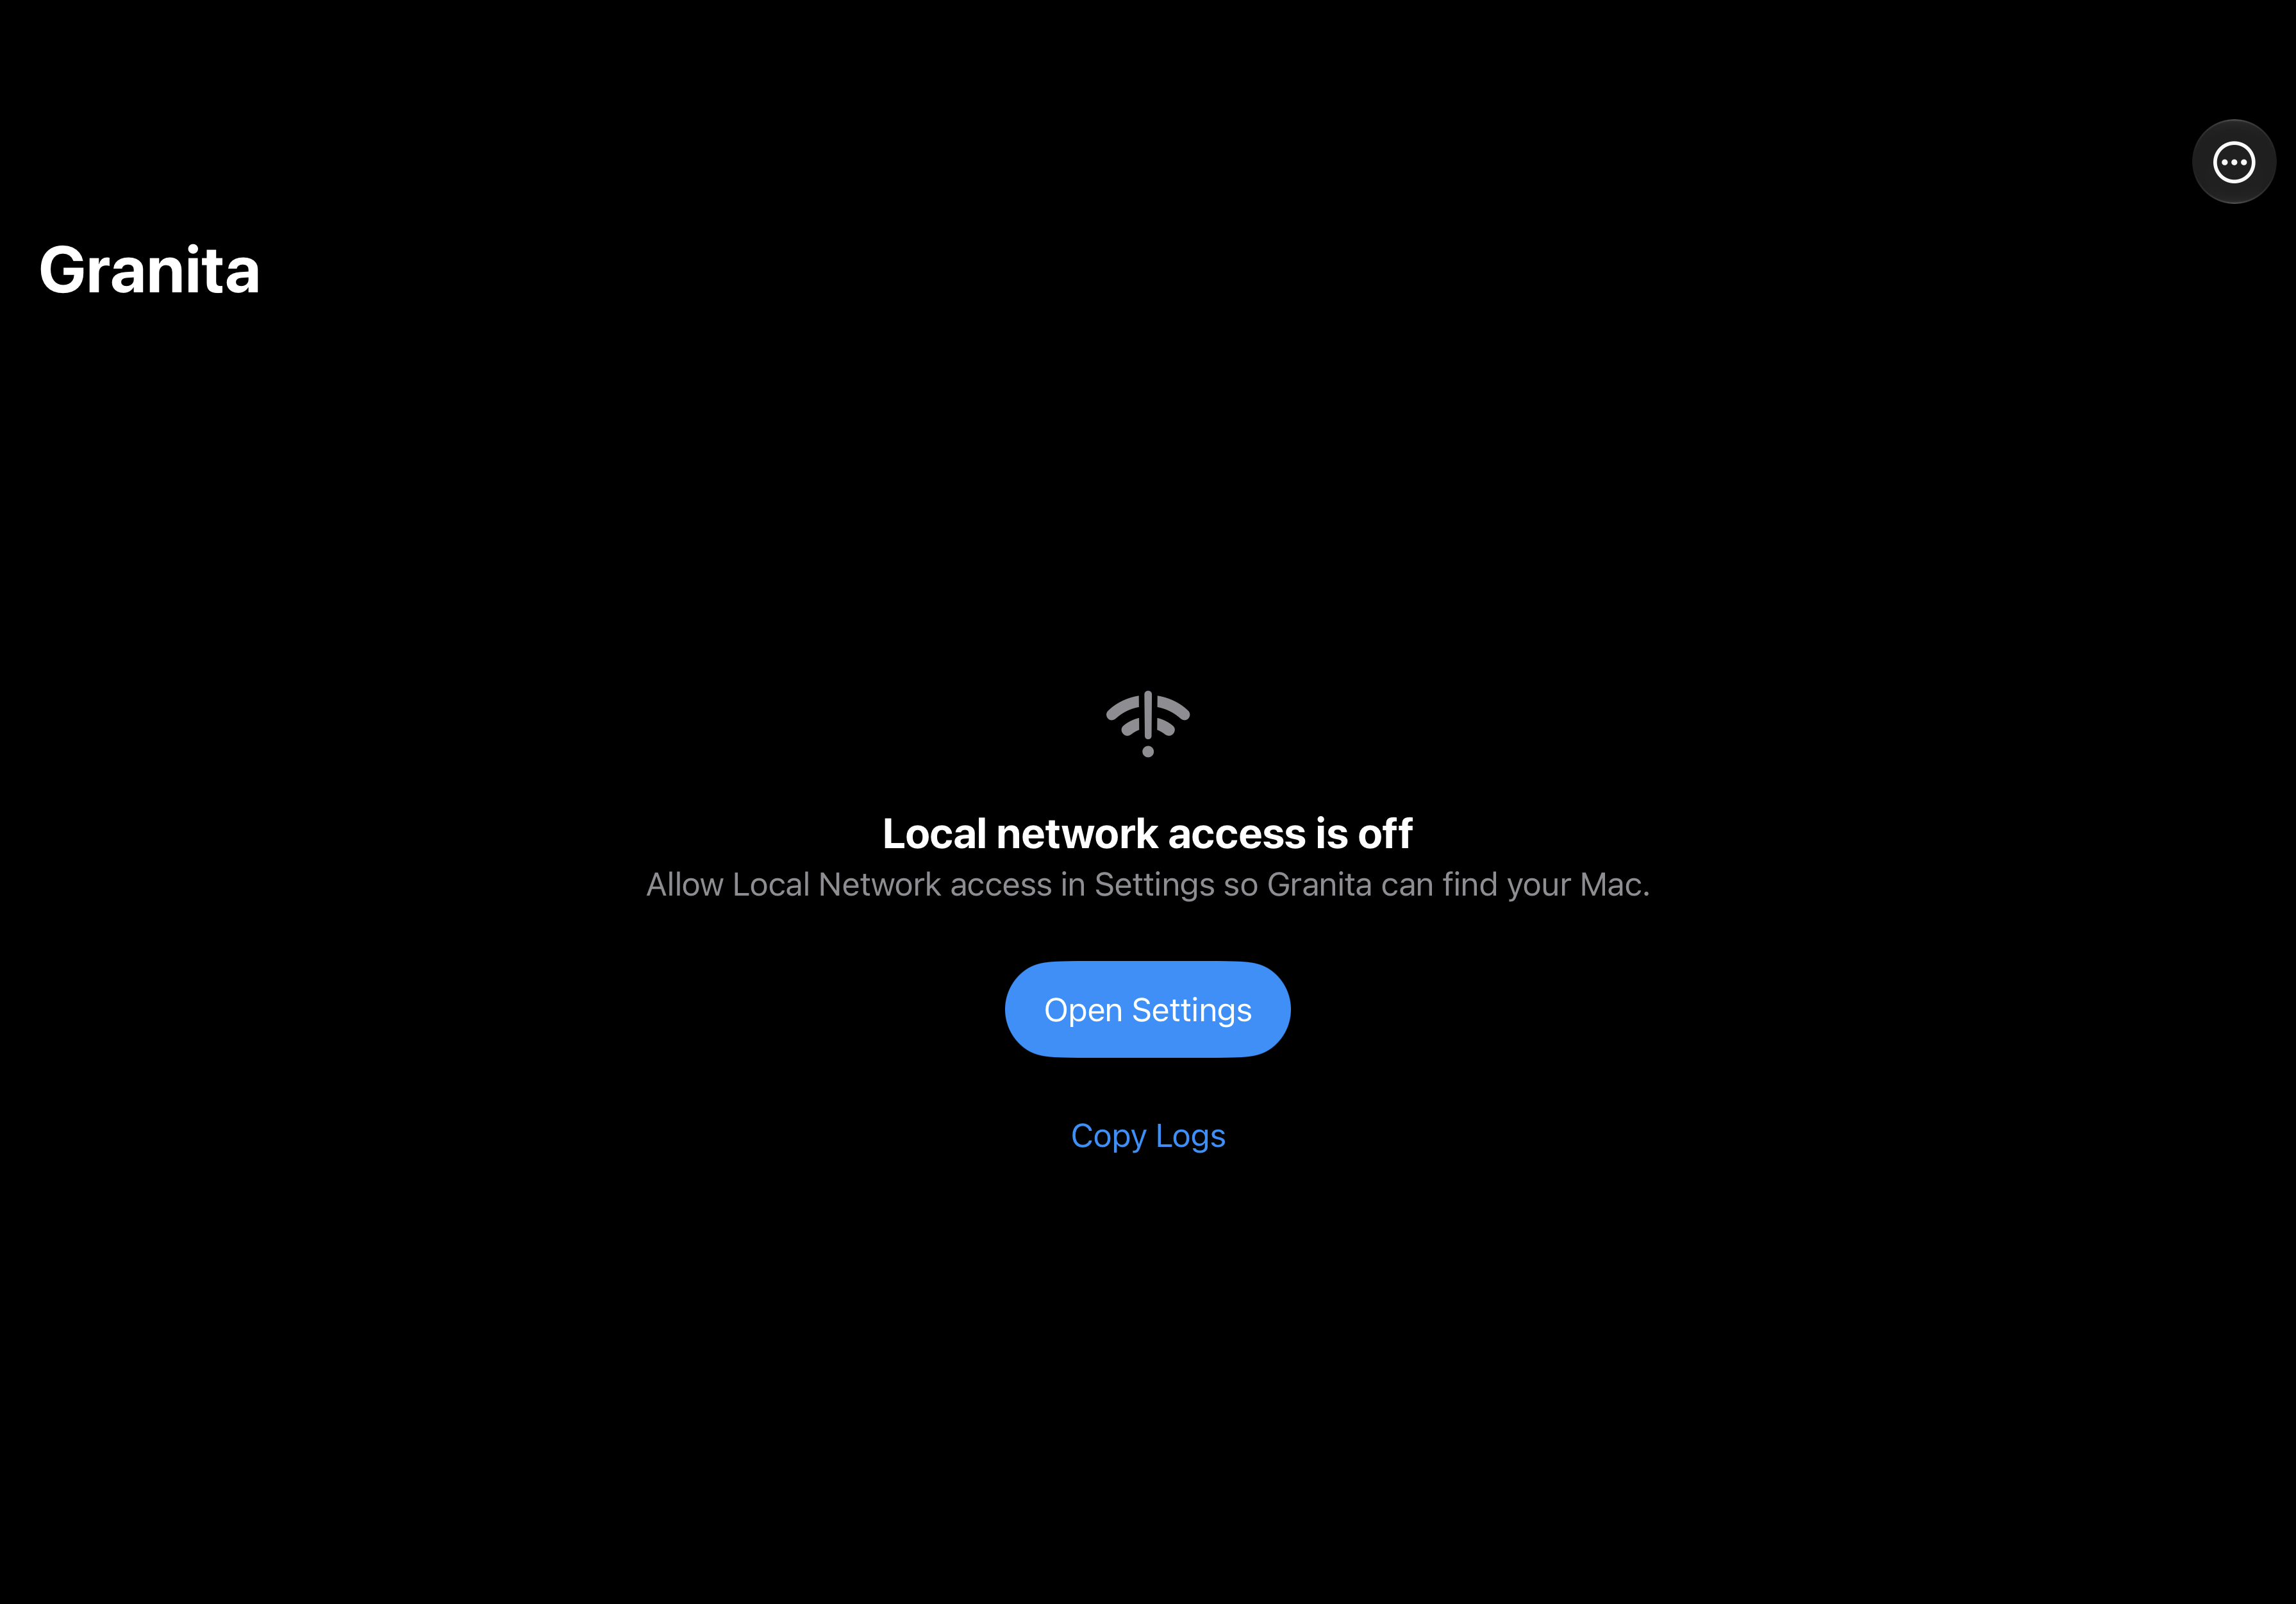 Granita
Local network access is off
Allow Local Network access in Settings so Granita can find your Mac.
Open Settings
Copy Logs